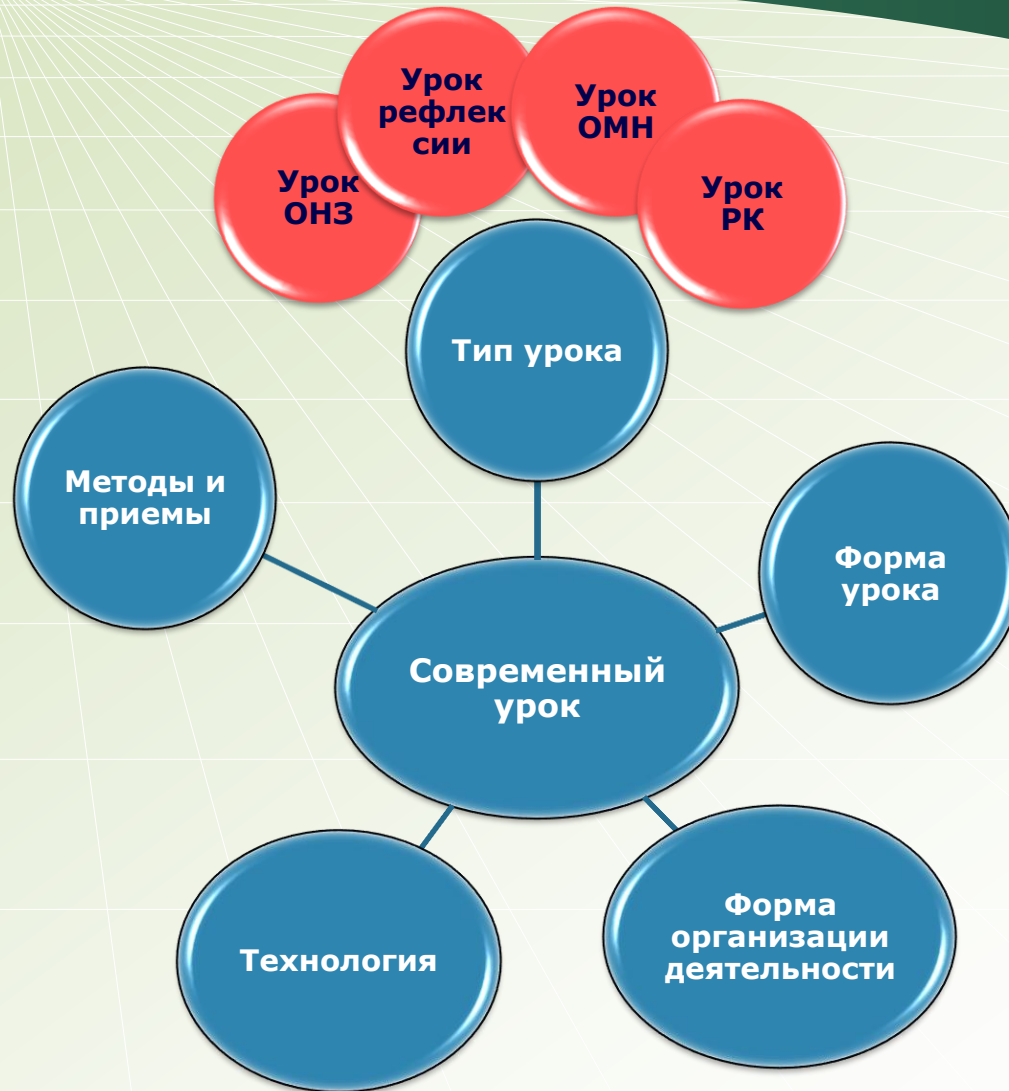 Урок
рефлек
сии
Урок
ОМН
Урок
ОНЗ
Урок
РК
Тип урока
Методы и
приемы
Форма
урока
Современный
урок
Технология
Форма
организации
деятельности